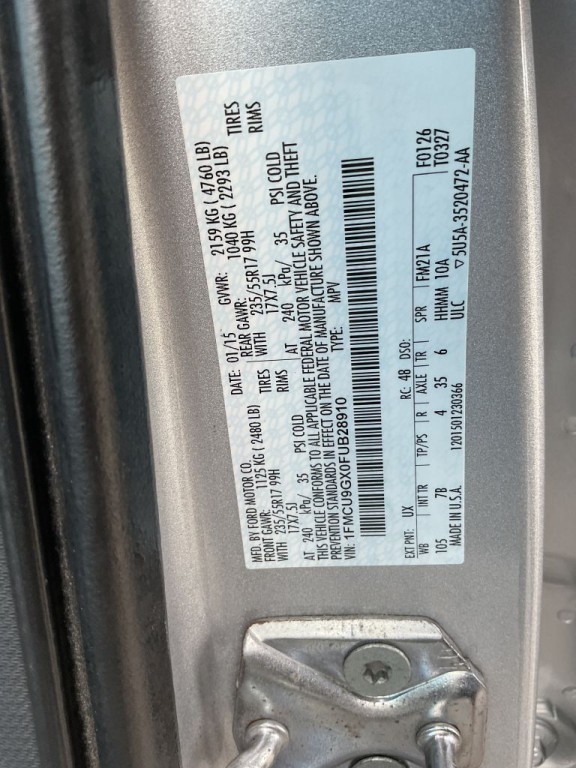 MFD. BY FORD MOTOR CO. DATE: 01/15 GVWR: 2159 KG ( 4760 LB)
FRONT GAWR: 1125 KG ( 2480 LB) REAR GAWR: 1040 KG ( 2293 LB)
WITH 235/55R17 99H TIRES WITH 235/55R17 99H TIRES
17X7.5J RIMS 17X7.5J RIMS
AT 240 kPa/ 35 PSI COLD AT 240 kPa/ 35 PSI COLD
THIS VEHICLE CONFORMS TO ALL APPLICABLE FEDERAL MOTOR VEHICLE SAFETY AND THEFT
PREVENTION STANDARDS IN EFFECT ON THE DATE OF MANUFACTURE SHOWN ABOVE.
VIN: 1FMCU9GX0FUB28910 TYPE: MPV
EXT PNT: UX RC: 48 DSO: F0126
WB INT TR TP/PS R AXLE TR SPR FM21A T0327
105 7B 4 35 6 HHMMM 10A
MADE IN U.S.A. 1201501230366 ULC ▽5U5A-3520472-AA